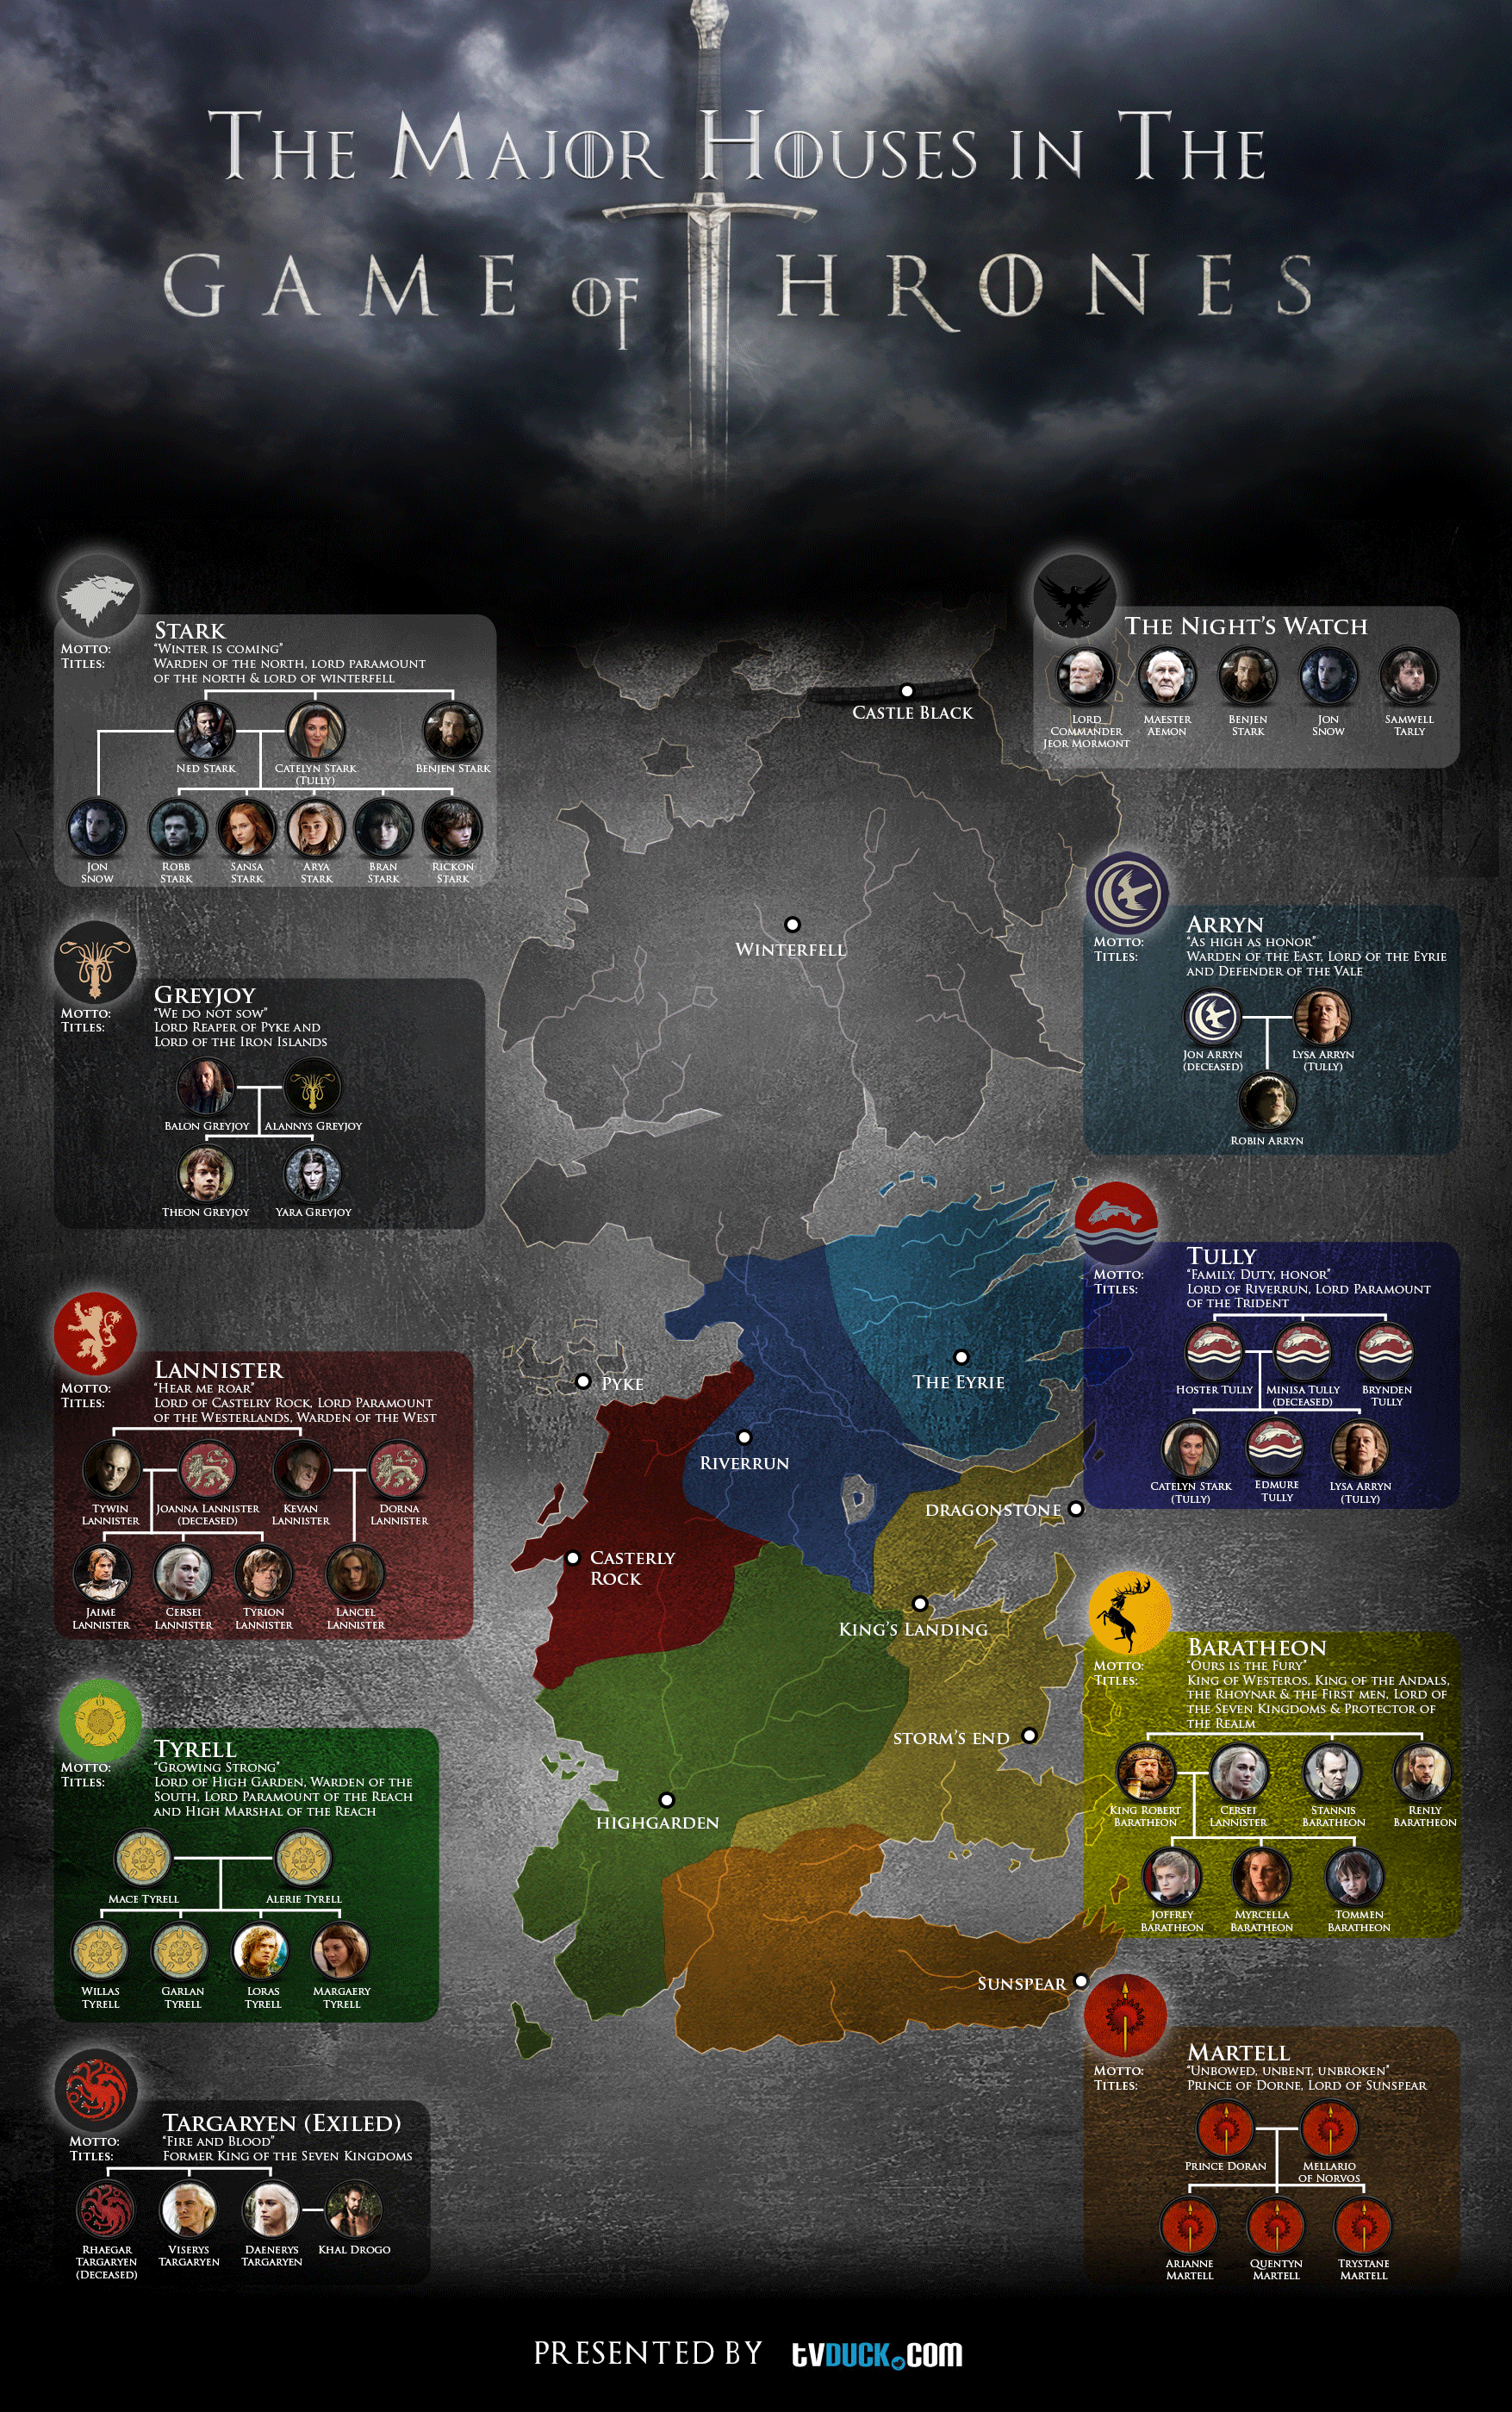 The Major Houses in The
Game of Thrones
Stark
Motto: "Winter is coming"
Titles: Warden of the north, lord paramount
of the north & lord of winterfell
Ned Stark
Catelyn Stark
(Tully)
Benjen Stark
Jon
Snow
Robb
Stark
Sansa
Stark
Arya
Stark
Bran
Stark
Rickon
Stark
The Night's Watch
Lord
Commander
Jeor Mormont
Maester
Aemon
Benjen
Stark
Jon
Snow
Samwell
Tarly
Greyjoy
Motto: "We do not sow"
Titles: Lord Reaper of Pyke and
Lord of the Iron Islands
Balon Greyjoy
Alannys Greyjoy
Theon Greyjoy
Yara Greyjoy
Arryn
Motto: "As high as honor"
Titles: Warden of the East, Lord of the Eyrie
and Defender of the Vale
Jon Arryn
(deceased)
Lysa Arryn
(Tully)
Robin Arryn
Lannister
Motto: "Hear me roar"
Titles: Lord of Castelry Rock, Lord Paramount
of the Westerlands, Warden of the West
Tywin
Lannister
Joanna Lannister
(deceased)
Kevan
Lannister
Dorna
Lannister
Jaime
Lannister
Cersei
Lannister
Tyrion
Lannister
Lancel
Lannister
Tully
Motto: "Family, Duty, honor"
Titles: Lord of Riverrun, Lord Paramount
of the Trident
Hoster Tully
Minisa Tully
(deceased)
Brynden
Tully
Catelyn Stark
(Tully)
Edmure
Tully
Lysa Arryn
(Tully)
Tyrell
Motto: "Growing Strong"
Titles: Lord of High Garden, Warden of the
South, Lord Paramount of the Reach
and High Marshal of the Reach
Mace Tyrell
Alerie Tyrell
Willas
Tyrell
Garlan
Tyrell
Loras
Tyrell
Margaery
Tyrell
Baratheon
Motto: "Ours is the Fury"
Titles: King of Westeros, King of the Andals,
the Rhoynar & the First men, Lord of
the Seven Kingdoms & Protector of
the Realm
King Robert
Baratheon
Cersei
Lannister
Stannis
Baratheon
Renly
Baratheon
Joffrey
Baratheon
Myrcella
Baratheon
Tommen
Baratheon
Targaryen (Exiled)
Motto: "Fire and Blood"
Titles: Former King of the Seven Kingdoms
Rhaegar
Targaryen
(Deceased)
Viserys
Targaryen
Daenerys
Targaryen
Khal Drogo
Martell
Motto: "Unbowed, unbent, unbroken"
Titles: Prince of Dorne, Lord of Sunspear
Prince Doran
Mellario
of Norvos
Arianne
Martell
Quentyn
Martell
Trystane
Martell
Castle Black
Winterfell
Pyke
The Eyrie
Riverrun
Dragonstone
Casterly
Rock
King's Landing
Storm's End
Highgarden
Sunspear
Presented by tvDUCK.COM